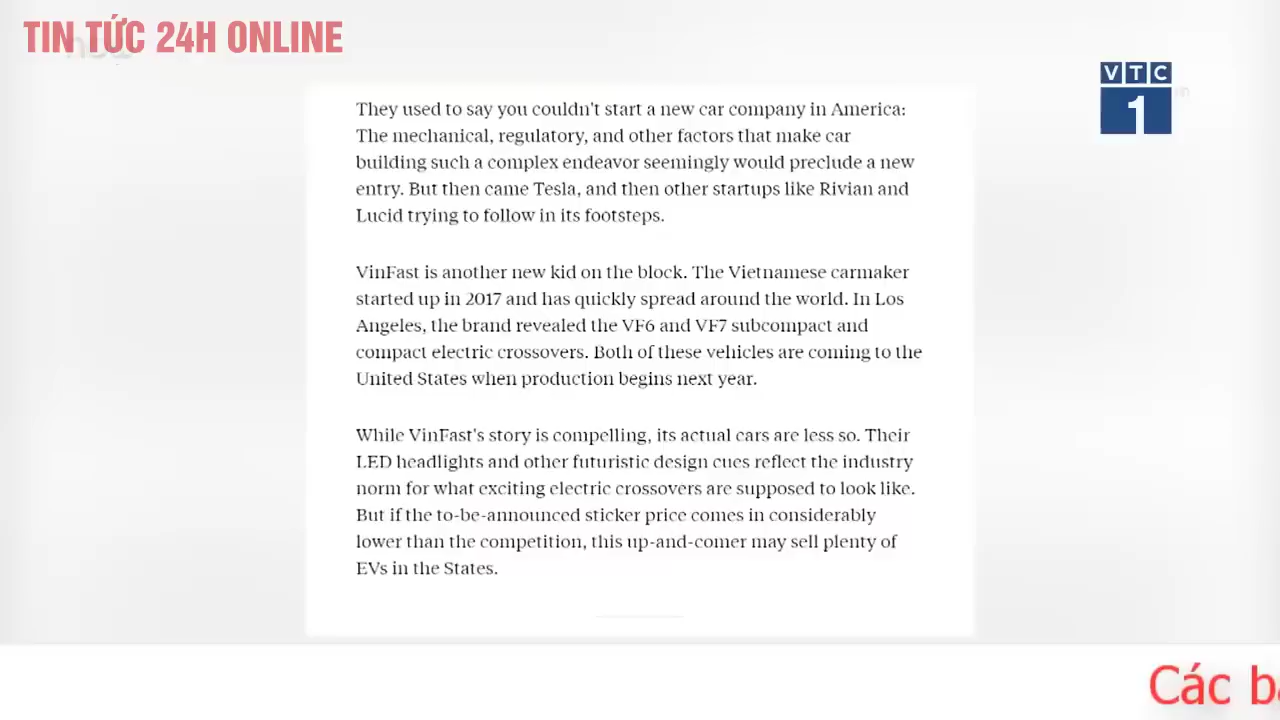 TIN TỨC 24H ONLINE
VTC
1
They used to say you couldn't start a new car company in America:
The mechanical, regulatory, and other factors that make car
building such a complex endeavor seemingly would preclude a new
entry. But then came Tesla, and then other startups like Rivian and
Lucid trying to follow in its footsteps.
VinFast is another new kid on the block. The Vietnamese carmaker
started up in 2017 and has quickly spread around the world. In Los
Angeles, the brand revealed the VF6 and VF7 subcompact and
compact electric crossovers. Both of these vehicles are coming to the
United States when production begins next year.
While VinFast's story is compelling, its actual cars are less so. Their
LED headlights and other futuristic design cues reflect the industry
norm for what exciting electric crossovers are supposed to look like.
But if the to-be-announced sticker price comes in considerably
lower than the competition, this up-and-comer may sell plenty of
EVs in the States.
Các